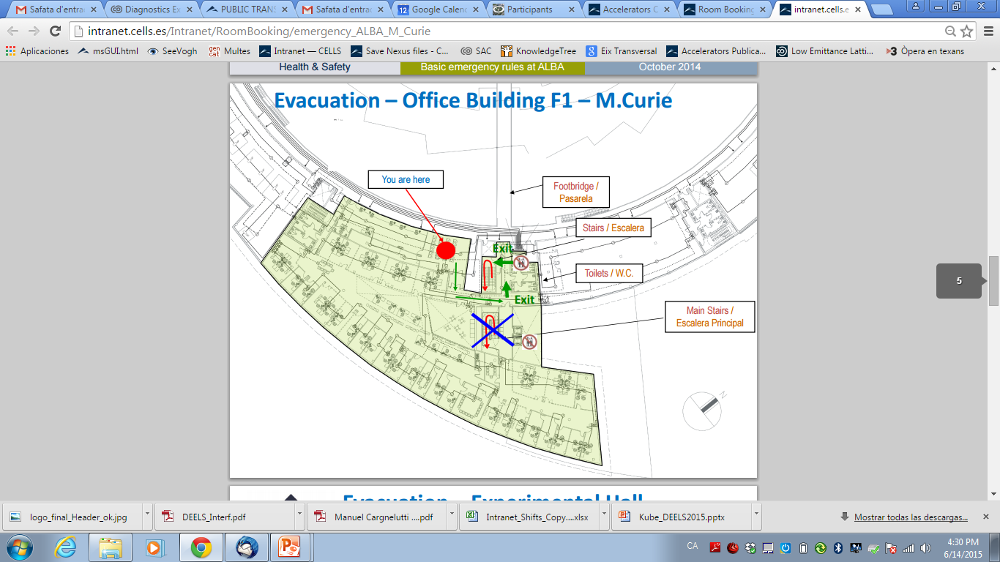 Safata d'entra
Diagnostics Ex
PUBLIC TRANS
Safata d'entra
Google Calend
Participants
Accelerators C
Room Booking
intranet.cells.e
intranet.cells.es/Intranet/RoomBooking/emergency_ALBA_M_Curie
Aplicaciones
msGUI.html
SeeVogh
gen cat
Multes
Intranet — CELLS
Save Nexus files - C...
SAC
KnowledgeTree
Eix Transversal
Accelerators Publica...
Low Emittance Latti...
Òpera en texans
Health & Safety
Basic emergency rules at ALBA
October 2014
Evacuation – Office Building F1 – M.Curie
You are here
Footbridge /
Pasarela
Stairs / Escalera
Exit
Toilets / W.C.
Exit
Main Stairs /
Escalera Principal
N
5
Evacuation – Experimental Hall
logo_final_Header_ok.jpg
DEELS_Interf.pdf
Manuel Cargnelutti ....pdf
Intranet_Shifts_Copy....xlsx
Kube_DEELS2015.pptx
Mostrar todas las descargas...
CA
4:30 PM
6/14/2015